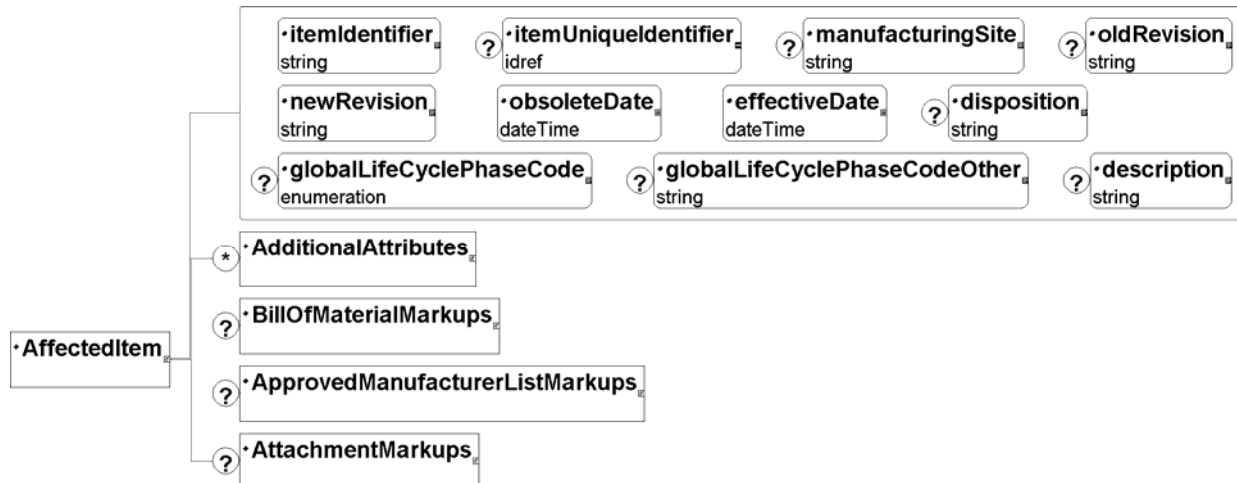 itemIdentifier ? itemUniqueIdentifier ? manufacturingSite ? oldRevision
string idref string string
newRevision obsoleteDate effectiveDate ? disposition
string dateTime dateTime string
? globalLifeCyclePhaseCode ? globalLifeCyclePhaseCodeOther ? description
enumeration string string
* AdditionalAttributes
? BillOfMaterialMarkups
AffectedItem
? ApprovedManufacturerListMarkups
? AttachmentMarkups